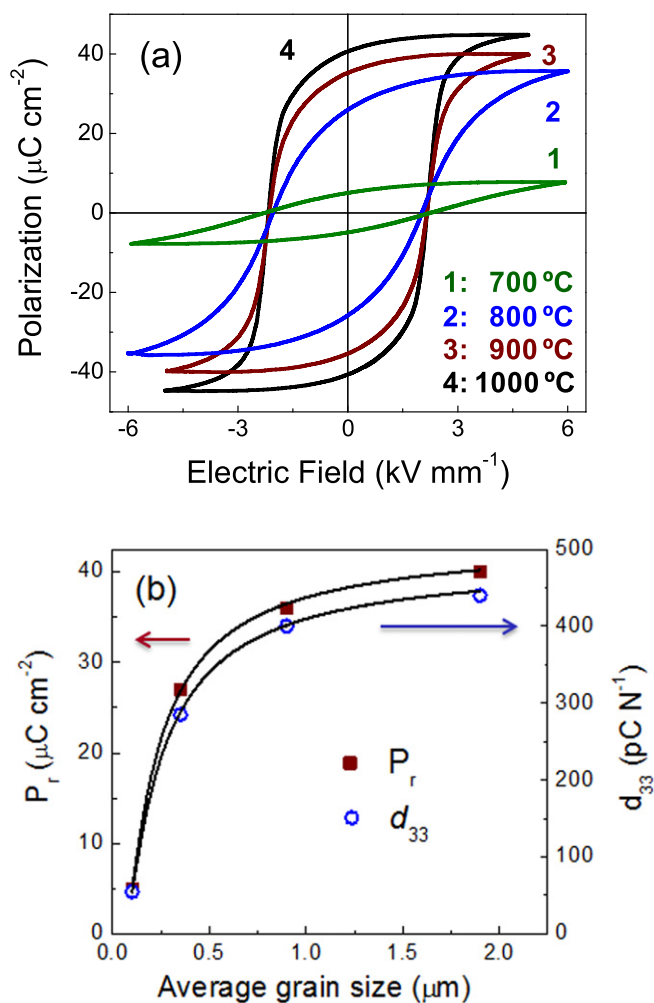 (a)
4
3
2
1
40
20
0
-20
-40
Polarization (μC cm⁻²)
1: 700 ºC
2: 800 ºC
3: 900 ºC
4: 1000 ºC
-6 -3 0 3 6
Electric Field (kV mm⁻¹)
(b)
40
30
20
10
0
Pᵣ (μC cm⁻²)
500
400
300
200
100
0
d₃₃ (pC N⁻¹)
Pᵣ
d₃₃
0.0 0.5 1.0 1.5 2.0
Average grain size (μm)